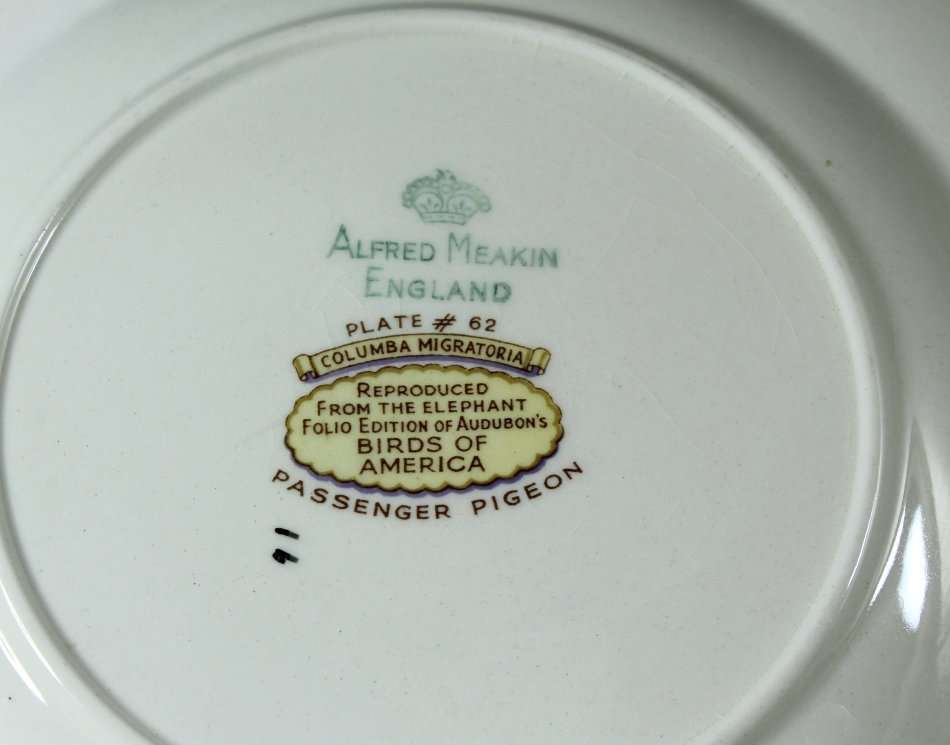 ALFRED MEAKIN
ENGLAND
PLATE # 62
COLUMBA MIGRATORIA
REPRODUCED
FROM THE ELEPHANT
FOLIO EDITION OF AUDUBON'S
BIRDS OF
AMERICA
PASSENGER PIGEON